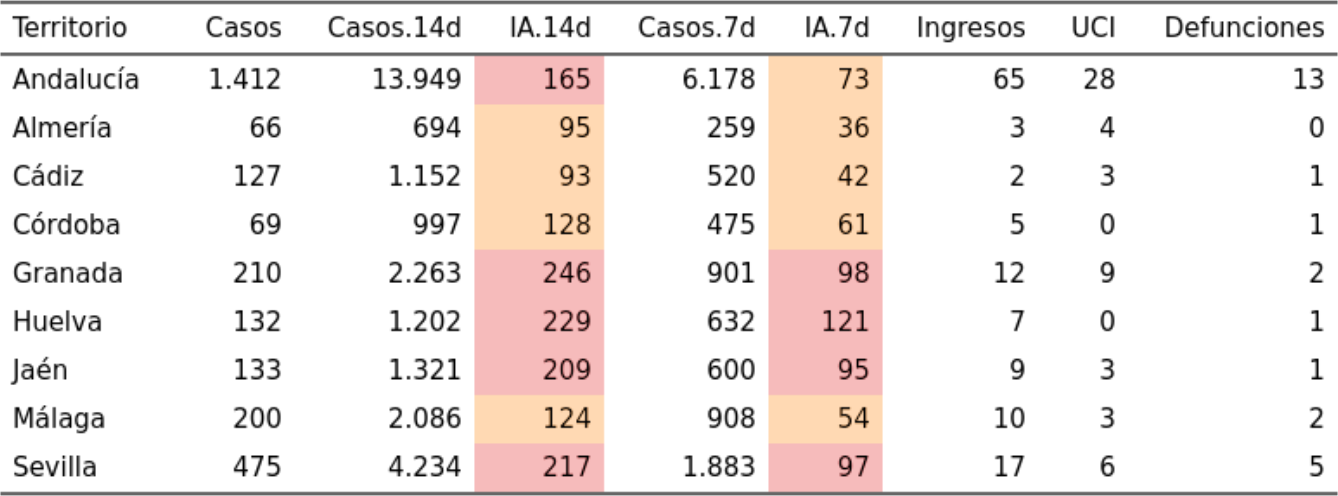 Territorio Casos Casos.14d IA.14d Casos.7d IA.7d Ingresos UCI Defunciones
Andalucía 1.412 13.949 165 6.178 73 65 28 13
Almería 66 694 95 259 36 3 4 0
Cádiz 127 1.152 93 520 42 2 3 1
Córdoba 69 997 128 475 61 5 0 1
Granada 210 2.263 246 901 98 12 9 2
Huelva 132 1.202 229 632 121 7 0 1
Jaén 133 1.321 209 600 95 9 3 1
Málaga 200 2.086 124 908 54 10 3 2
Sevilla 475 4.234 217 1.883 97 17 6 5